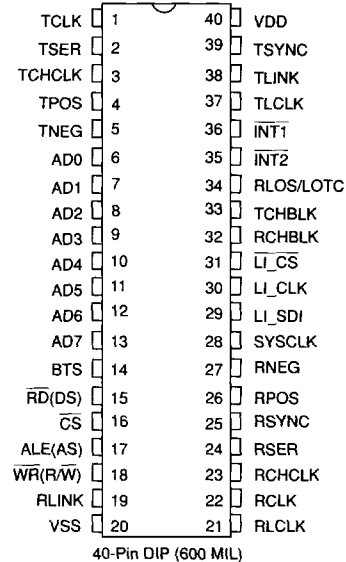 TCLK 1 40 VDD
TSER 2 39 TSYNC
TCHCLK 3 38 TLINK
TPOS 4 37 TLCLK
TNEG 5 36 INT1
AD0 6 35 INT2
AD1 7 34 RLOS/LOTC
AD2 8 33 TCHBLK
AD3 9 32 RCHBLK
AD4 10 31 LI_CS
AD5 11 30 LI_CLK
AD6 12 29 LI_SDI
AD7 13 28 SYSCLK
BTS 14 27 RNEG
RD(DS) 15 26 RPOS
CS 16 25 RSYNC
ALE(AS) 17 24 RSER
WR(R/W) 18 23 RCHCLK
RLINK 19 22 RCLK
VSS 20 21 RLCLK
40-Pin DIP (600 MIL)